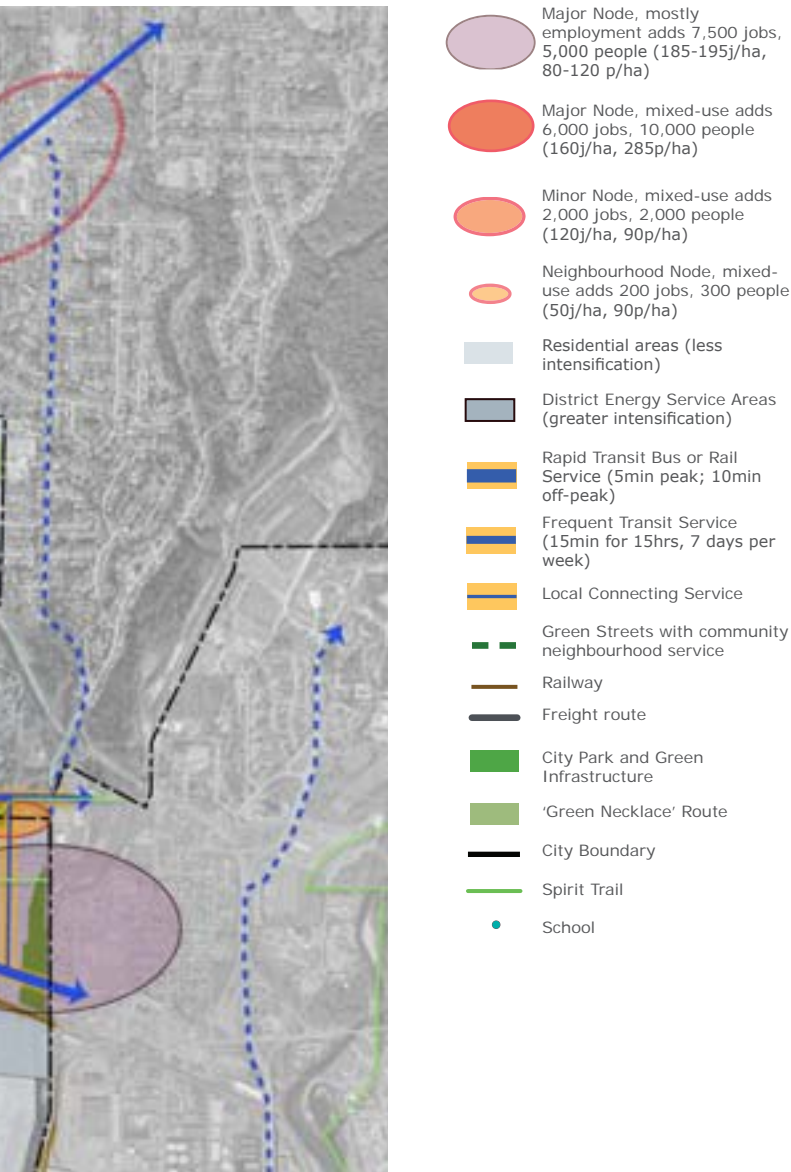 Major Node, mostly
employment adds 7,500 jobs,
5,000 people (185-195j/ha,
80-120 p/ha)
Major Node, mixed-use adds
6,000 jobs, 10,000 people
(160j/ha, 285p/ha)
Minor Node, mixed-use adds
2,000 jobs, 2,000 people
(120j/ha, 90p/ha)
Neighbourhood Node, mixed-
use adds 200 jobs, 300 people
(50j/ha, 90p/ha)
Residential areas (less
intensification)
District Energy Service Areas
(greater intensification)
Rapid Transit Bus or Rail
Service (5min peak; 10min
off-peak)
Frequent Transit Service
(15min for 15hrs, 7 days per
week)
Local Connecting Service
Green Streets with community
neighbourhood service
Railway
Freight route
City Park and Green
Infrastructure
‘Green Necklace’ Route
City Boundary
Spirit Trail
School